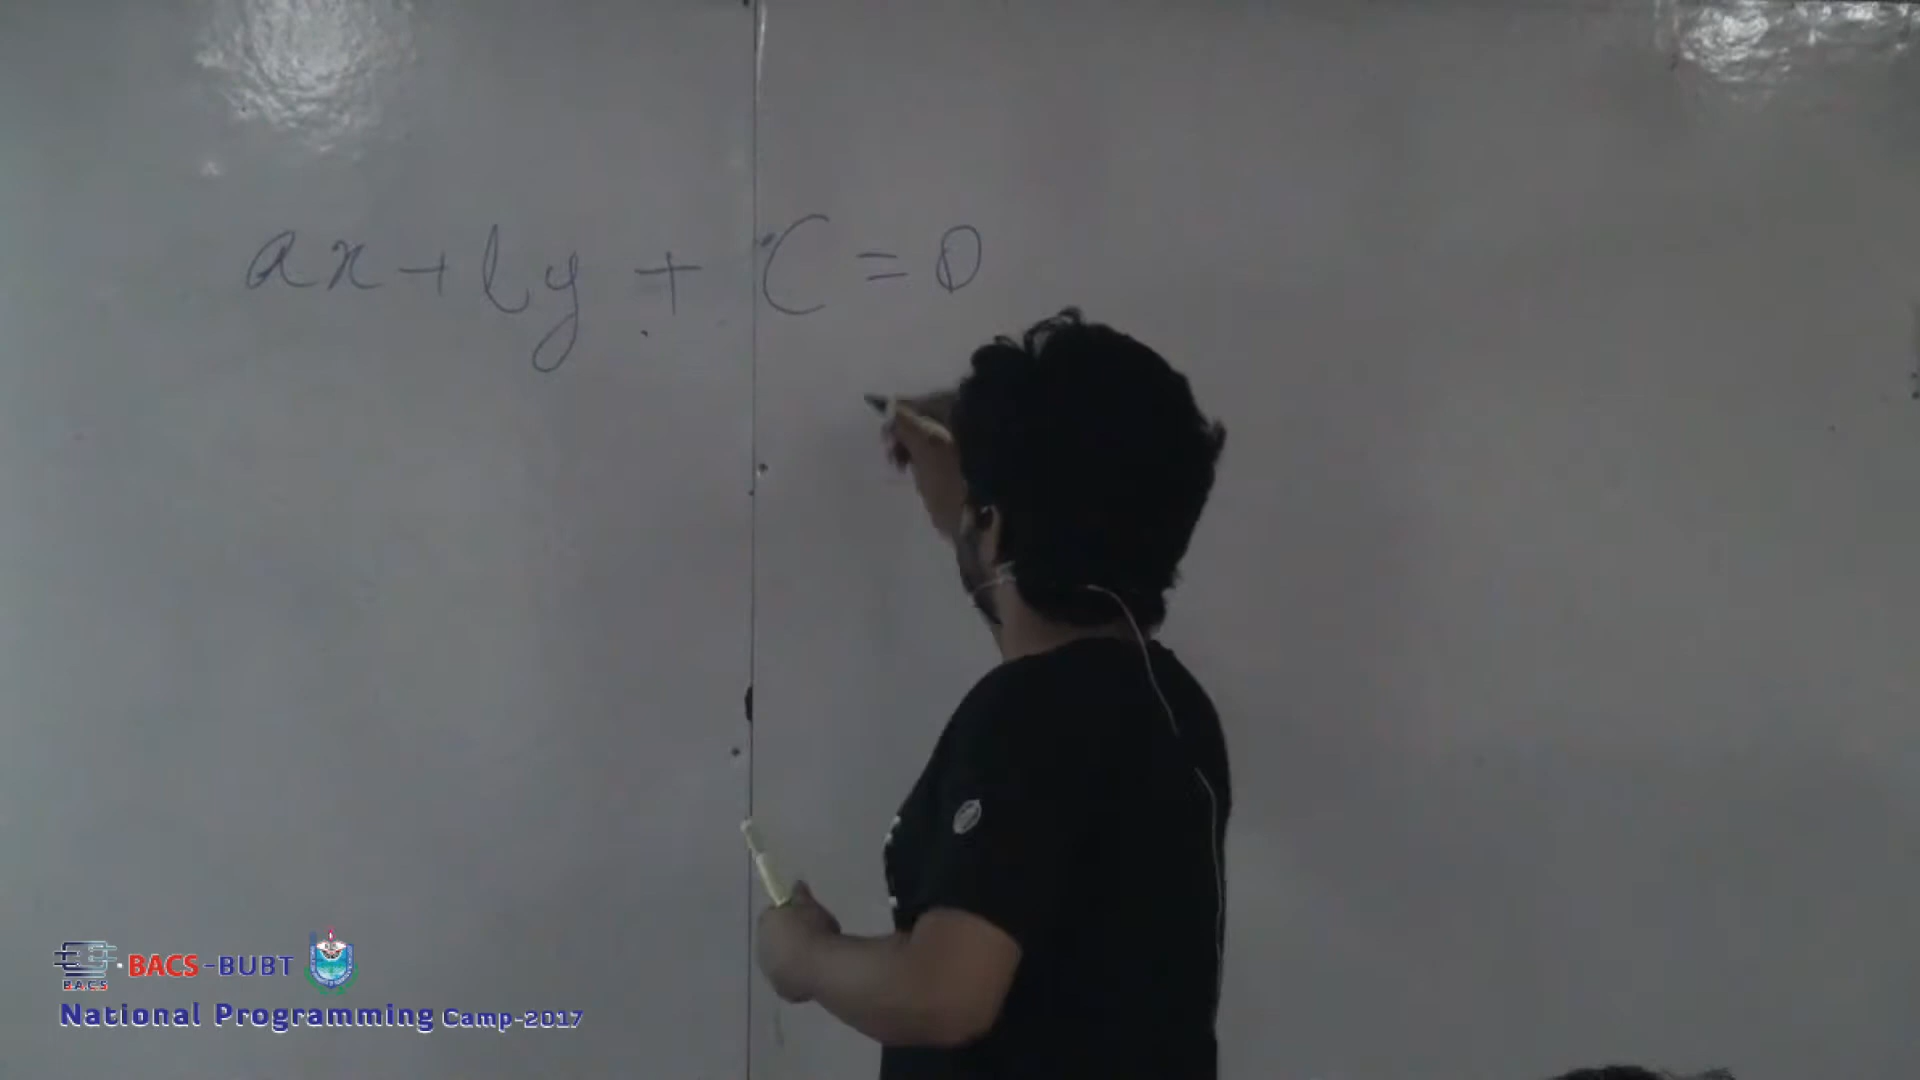 ax + by + C = 0
B.A.C.S
BACS-BUBT
National Programming Camp-2017